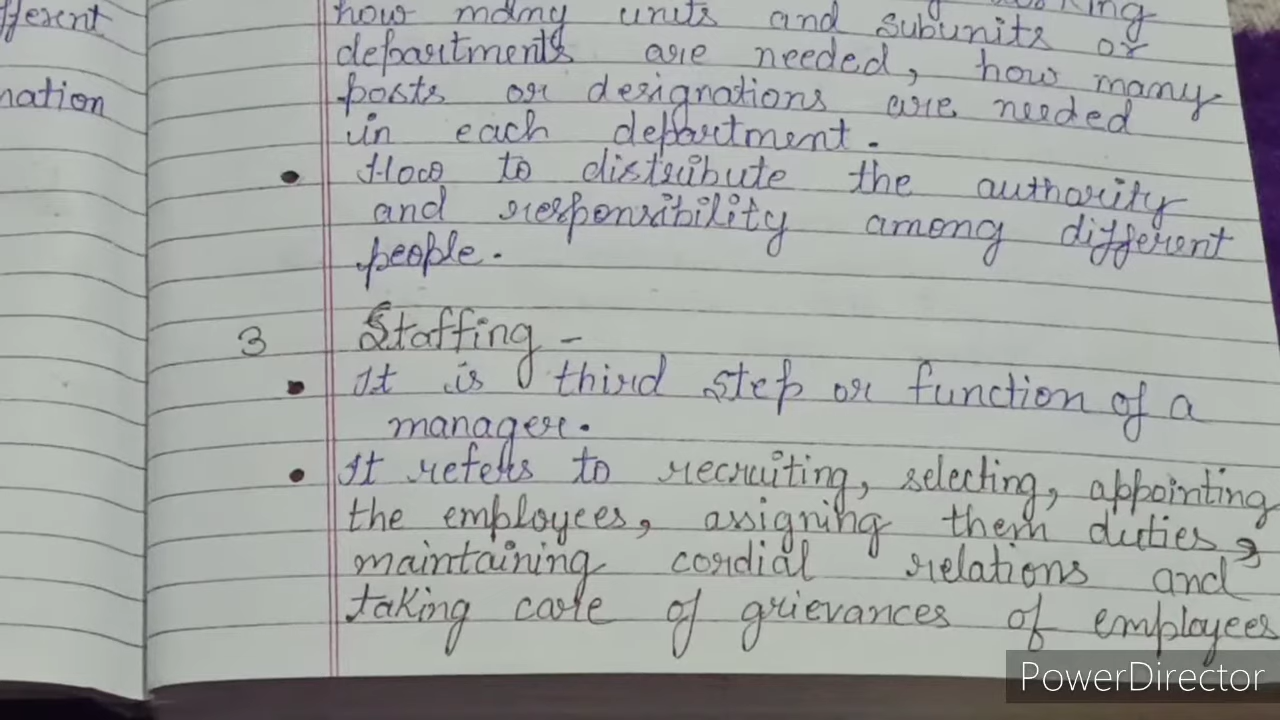 fferent
nation
how many units and subunits or
departments are needed, how many
posts or designations are needed
in each department.
• How to distribute the authority
and responsibility among different
people.
3 Staffing -
• It is third step or function of a
manager.
• It refers to recruiting, selecting, appointing
the employees, assigning them duties,
maintaining cordial relations and
taking care of grievances of employees
PowerDirector